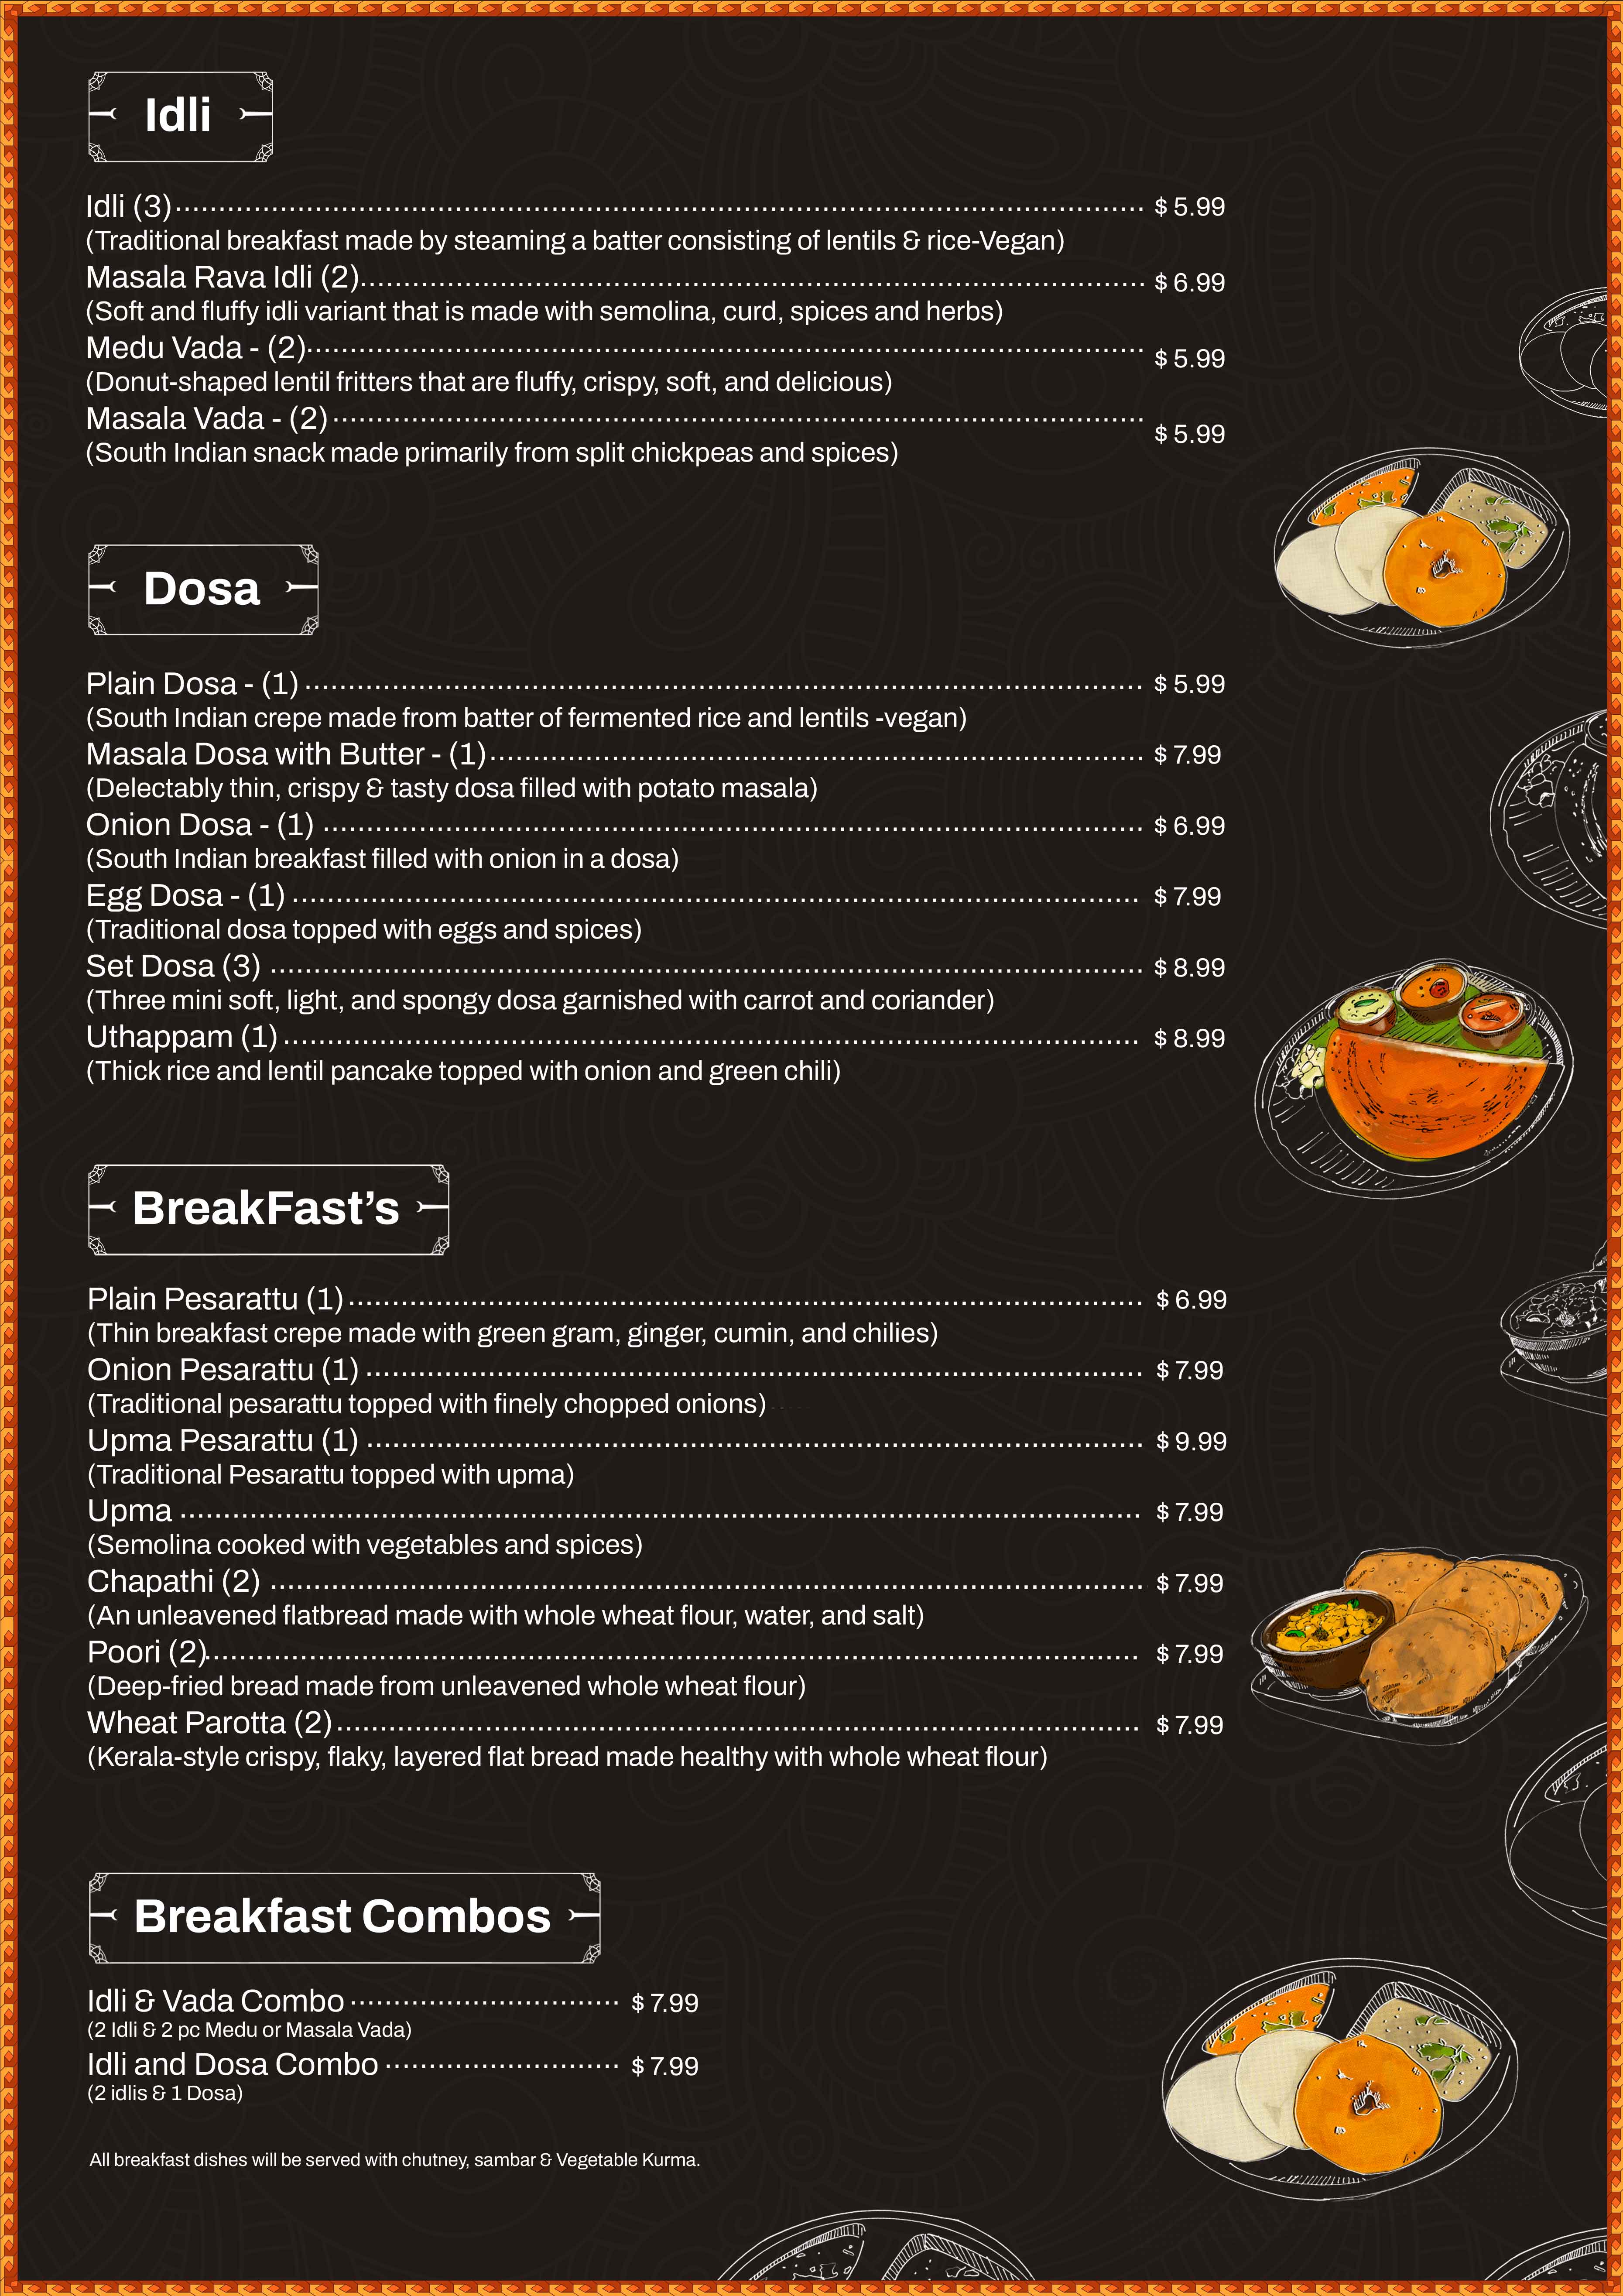 Idli
Idli (3) $ 5.99
(Traditional breakfast made by steaming a batter consisting of lentils & rice-Vegan)
Masala Rava Idli (2) $ 6.99
(Soft and fluffy idli variant that is made with semolina, curd, spices and herbs)
Medu Vada - (2) $ 5.99
(Donut-shaped lentil fritters that are fluffy, crispy, soft, and delicious)
Masala Vada - (2) $ 5.99
(South Indian snack made primarily from split chickpeas and spices)
Dosa
Plain Dosa - (1) $ 5.99
(South Indian crepe made from batter of fermented rice and lentils -vegan)
Masala Dosa with Butter - (1) $ 7.99
(Delectably thin, crispy & tasty dosa filled with potato masala)
Onion Dosa - (1) $ 6.99
(South Indian breakfast filled with onion in a dosa)
Egg Dosa - (1) $ 7.99
(Traditional dosa topped with eggs and spices)
Set Dosa (3) $ 8.99
(Three mini soft, light, and spongy dosa garnished with carrot and coriander)
Uthappam (1) $ 8.99
(Thick rice and lentil pancake topped with onion and green chili)
BreakFast’s
Plain Pesarattu (1) $ 6.99
(Thin breakfast crepe made with green gram, ginger, cumin, and chilies)
Onion Pesarattu (1) $ 7.99
(Traditional pesarattu topped with finely chopped onions)
Upma Pesarattu (1) $ 9.99
(Traditional Pesarattu topped with upma)
Upma $ 7.99
(Semolina cooked with vegetables and spices)
Chapathi (2) $ 7.99
(An unleavened flatbread made with whole wheat flour, water, and salt)
Poori (2) $ 7.99
(Deep-fried bread made from unleavened whole wheat flour)
Wheat Parotta (2) $ 7.99
(Kerala-style crispy, flaky, layered flat bread made healthy with whole wheat flour)
Breakfast Combos
Idli & Vada Combo $ 7.99
(2 Idli & 2 pc Medu or Masala Vada)
Idli and Dosa Combo $ 7.99
(2 idlis & 1 Dosa)
All breakfast dishes will be served with chutney, sambar & Vegetable Kurma.